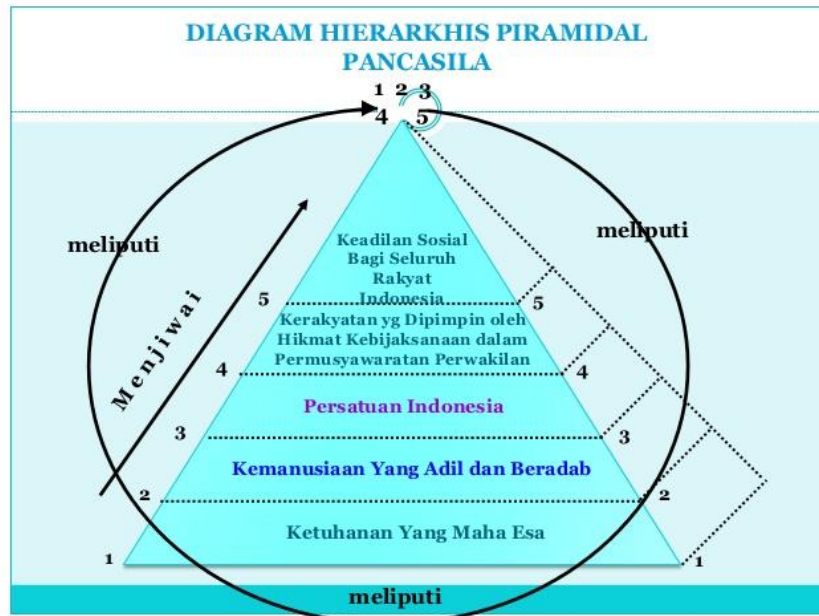 DIAGRAM HIERARKHIS PIRAMIDAL
PANCASILA
1 2 3
4 5
meliputi
meliputi
Menjiwai
Keadilan Sosial
Bagi Seluruh
Rakyat
Indonesia
5
5
Kerakyatan yg Dipimpin oleh
Hikmat Kebijaksanaan dalam
Permusyawaratan Perwakilan
4
4
Persatuan Indonesia
3
3
Kemanusiaan Yang Adil dan Beradab
2
2
Ketuhanan Yang Maha Esa
1
1
meliputi